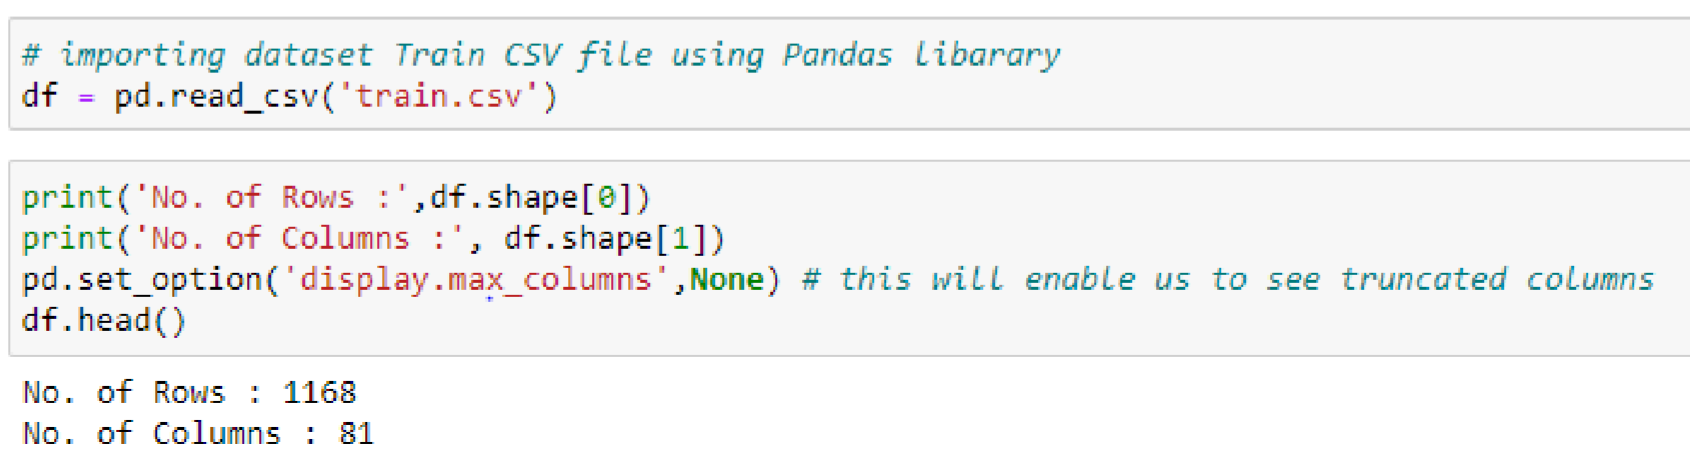 # importing dataset Train CSV file using Pandas libarary
df = pd.read_csv('train.csv')
print('No. of Rows :',df.shape[0])
print('No. of Columns :', df.shape[1])
pd.set_option('display.max_columns',None) # this will enable us to see truncated columns
df.head()
No. of Rows : 1168
No. of Columns : 81